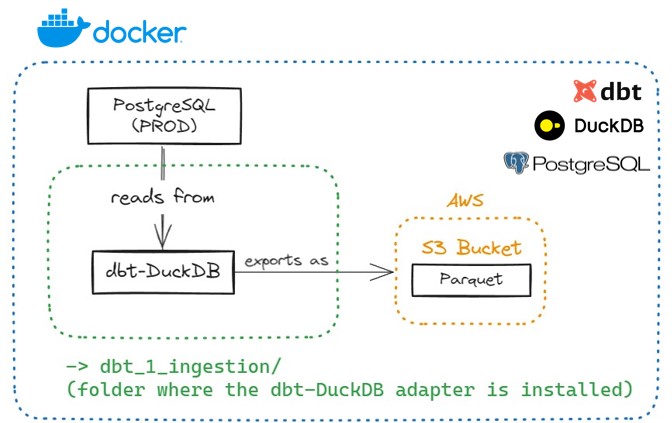 docker
PostgreSQL
(PROD)
dbt
DuckDB
PostgreSQL
reads from
AWS
S3 Bucket
dbt-DuckDB
exports as
Parquet
-> dbt_1_ingestion/
(folder where the dbt-DuckDB adapter is installed)